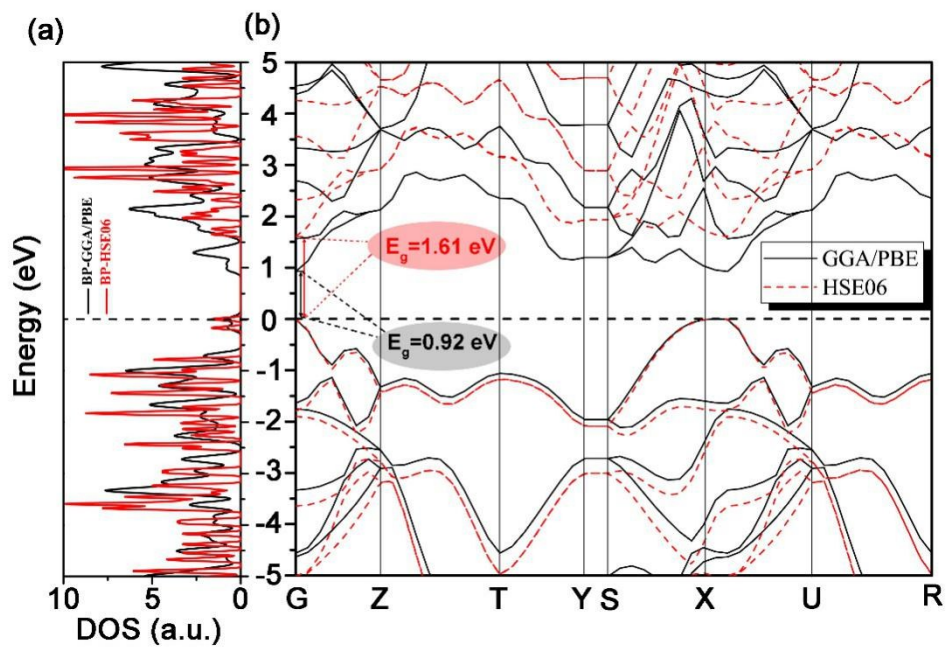 (a)
(b)
5
4
3
2
1
0
-1
-2
-3
-4
-5
Energy (eV)
BP-GGA/PBE
BP-HSE06
10
5
0
DOS (a.u.)
E_g=1.61 eV
E_g=0.92 eV
GGA/PBE
HSE06
G Z T Y S X U R